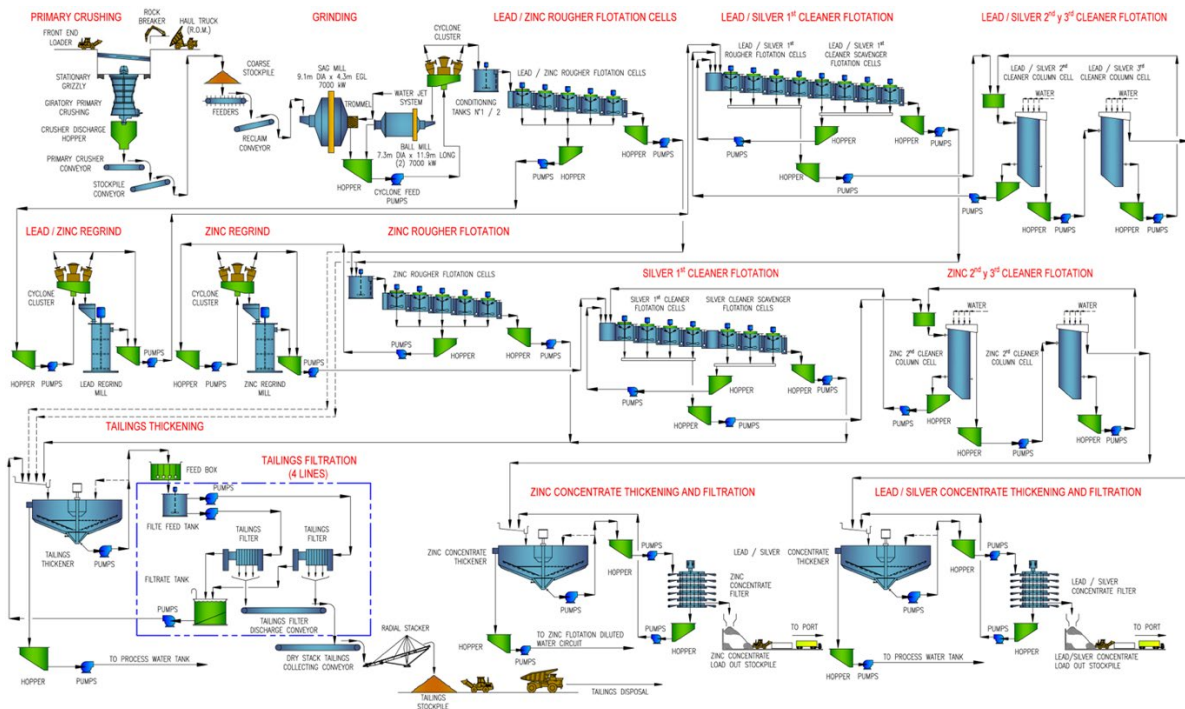 PRIMARY CRUSHING
ROCK
BREAKER
HAUL TRUCK
(R.O.M.)
FRONT END
LOADER
STATIONARY
GRIZZLY
GIRATORY PRIMARY
CRUSHING
CRUSHER DISCHARGE
HOPPER
PRIMARY CRUSHER
CONVEYOR
STOCKPILE
CONVEYOR
COARSE
STOCKPILE
FEEDERS
RECLAIM
CONVEYOR
GRINDING
SAG MILL
9.1m DIA x 4.3m EGL
7000 kW
TROMMEL
WATER JET
SYSTEM
BALL MILL
7.3m DIA x 11.9m LONG
(2) 7000 kW
HOPPER
CYCLONE FEED
PUMPS
CYCLONE
CLUSTER
LEAD / ZINC ROUGHER FLOTATION CELLS
LEAD / ZINC ROUGHER FLOTATION CELLS
CONDITIONING
TANKS N°1 / 2
HOPPER
PUMPS
PUMPS
HOPPER
LEAD / SILVER 1st CLEANER FLOTATION
LEAD / SILVER 1st
ROUGHER FLOTATION
CELLS
LEAD / SILVER 1st
CLEANER SCAVENGER
FLOTATION CELLS
PUMPS
HOPPER
PUMPS
HOPPER
HOPPER
PUMPS
LEAD / SILVER 2nd y 3rd CLEANER FLOTATION
LEAD / SILVER 2nd
CLEANER COLUMN CELL
LEAD / SILVER 3rd
CLEANER COLUMN CELL
WATER
WATER
PUMPS
HOPPER
HOPPER
PUMPS
HOPPER
PUMPS
LEAD / ZINC REGRIND
CYCLONE
CLUSTER
HOPPER
PUMPS
LEAD REGRIND
MILL
PUMPS
ZINC REGRIND
CYCLONE
CLUSTER
HOPPER
PUMPS
ZINC REGRIND
MILL
PUMPS
ZINC ROUGHER FLOTATION
ZINC ROUGHER FLOTATION CELLS
PUMPS
HOPPER
HOPPER
PUMPS
SILVER 1st CLEANER FLOTATION
SILVER 1st CLEANER
FLOTATION CELLS
SILVER CLEANER SCAVENGER
FLOTATION CELLS
PUMPS
HOPPER
HOPPER
PUMPS
HOPPER
PUMPS
ZINC 2nd y 3rd CLEANER FLOTATION
WATER
WATER
ZINC 2nd
CLEANER
COLUMN CELL
ZINC 2rd CLEANER
COLUMN CELL
PUMPS
HOPPER
HOPPER
PUMPS
HOPPER
PUMPS
TAILINGS THICKENING
TAILINGS
THICKENER
PUMPS
HOPPER
PUMPS
TO PROCESS WATER TANK
FEED BOX
TAILINGS FILTRATION
(4 LINES)
PUMPS
FILTE FEED TANK
TAILINGS
FILTER
TAILINGS
FILTER
FILTRATE TANK
PUMPS
TAILINGS FILTER
DISCHARGE CONVEYOR
DRY STACK TAILINGS
COLLECTING CONVEYOR
RADIAL STACKER
TAILINGS
STOCKPILE
TAILINGS DISPOSAL
ZINC CONCENTRATE THICKENING AND FILTRATION
ZINC CONCENTRATE
THICKENER
PUMPS
HOPPER
PUMPS
ZINC
CONCENTRATE
FILTER
HOPPER
PUMPS
TO ZINC FLOTATION DILUTED
WATER CIRCUIT
PUMPS
HOPPER
TO PORT
ZINC CONCENTRATE
LOAD OUT STOCKPILE
LEAD / SILVER CONCENTRATE THICKENING AND FILTRATION
LEAD / SILVER CONCENTRATE
THICKENER
PUMPS
HOPPER
PUMPS
LEAD / SILVER
CONCENTRATE FILTER
HOPPER
PUMPS
TO PROCESS WATER TANK
PUMPS
HOPPER
TO PORT
LEAD/SILVER CONCENTRATE
LOAD OUT STOCKPILE